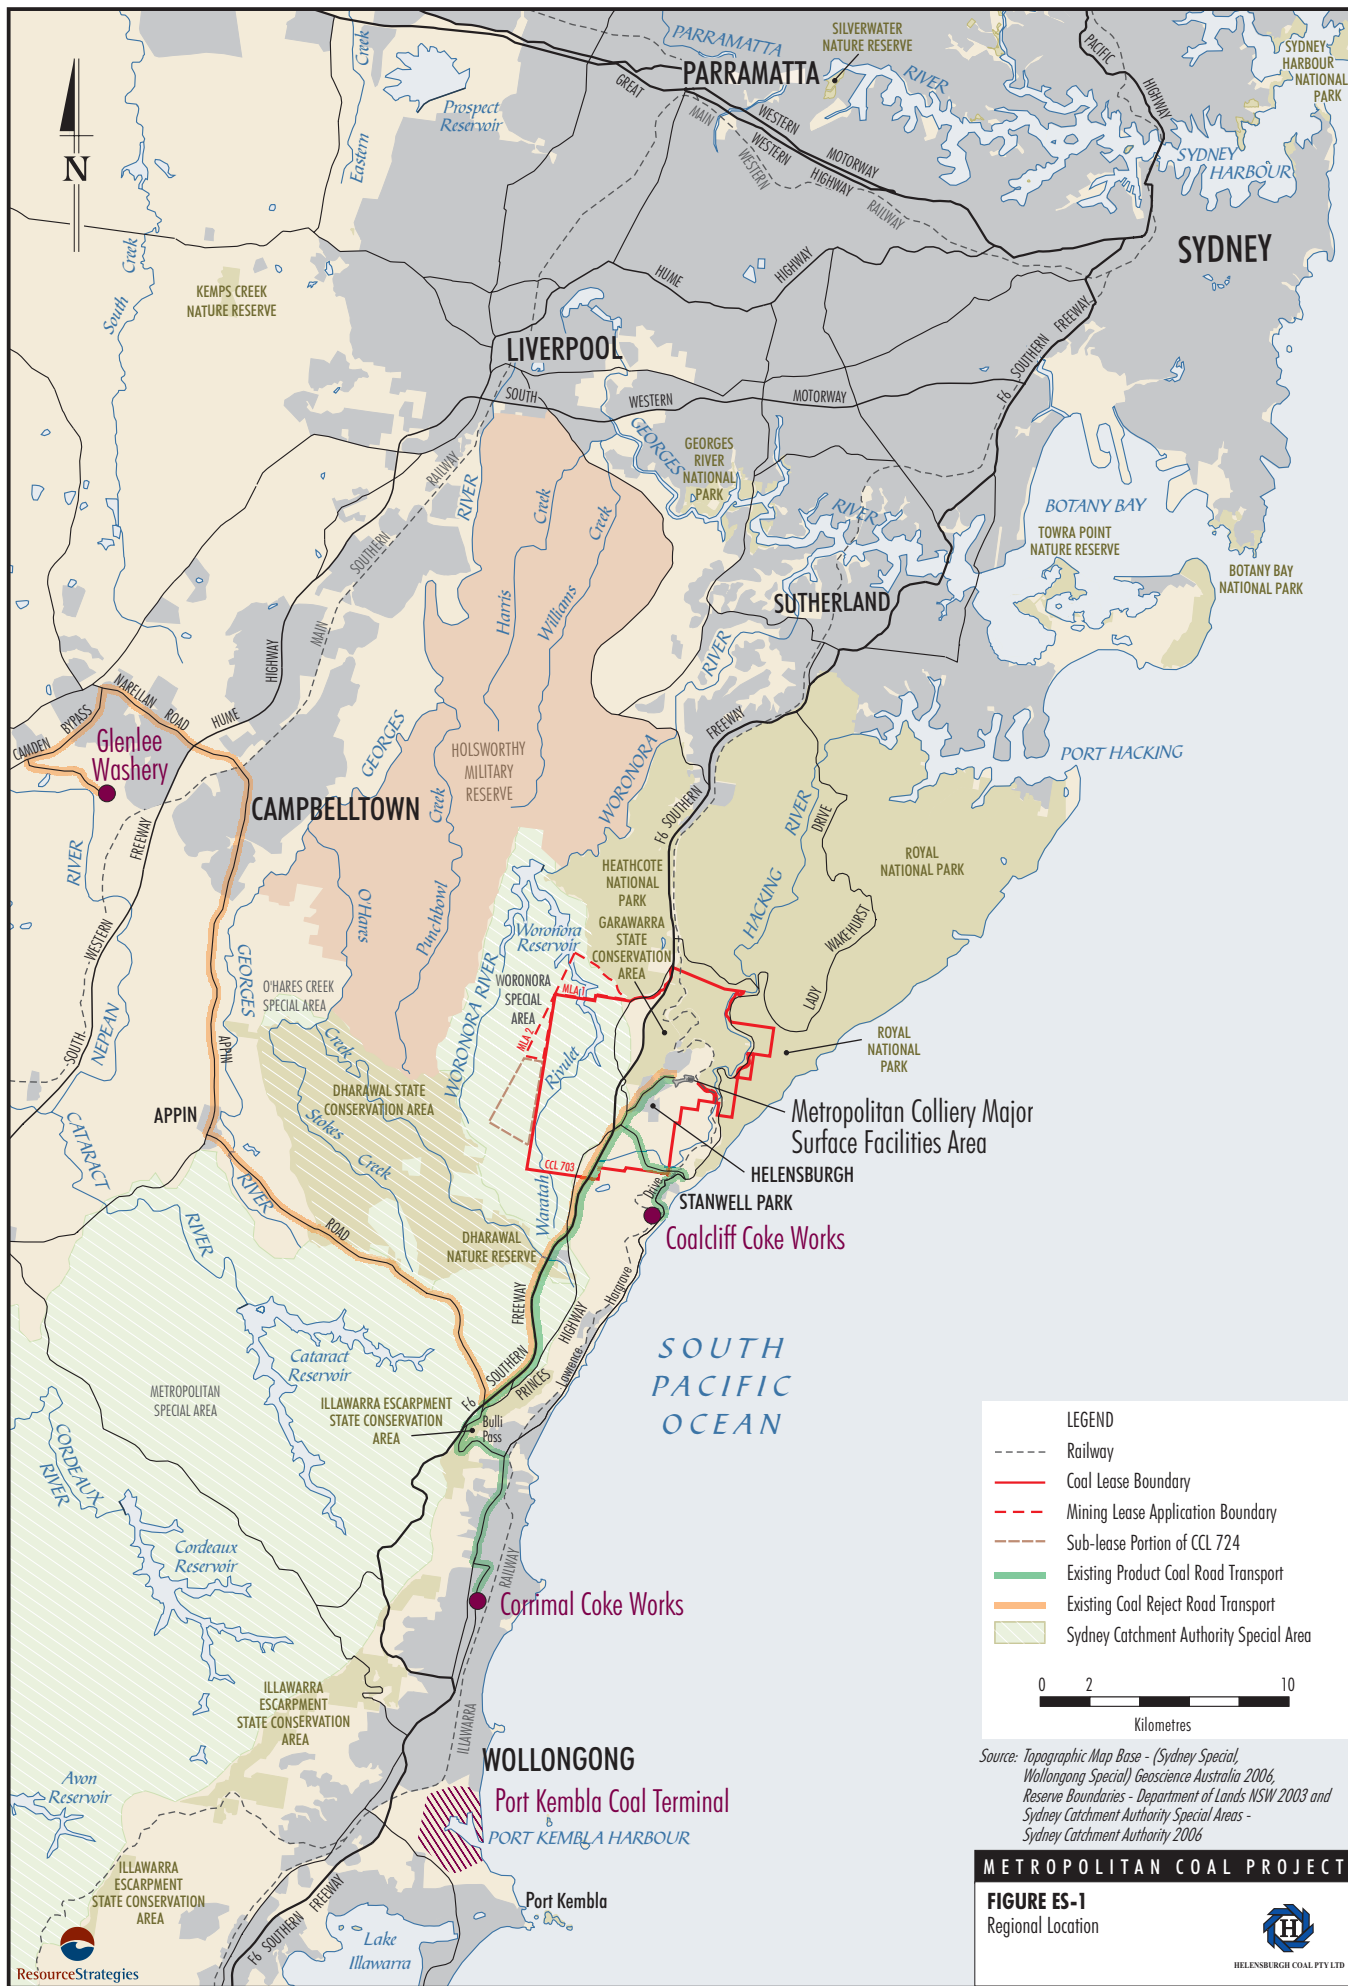 PARRAMATTA
RIVER
SILVERWATER
NATURE RESERVE
PACIFIC
HIGHWAY
SYDNEY
HARBOUR
NATIONAL
PARK
Creek
Eastern
Prospect
Reservoir
PARRAMATTA
GREAT
WESTERN
HIGHWAY
MAIN
WESTERN
RAILWAY
WESTERN
MOTORWAY
SYDNEY
HARBOUR
N
SYDNEY
South
Creek
KEMPS CREEK
NATURE RESERVE
HUME
HIGHWAY
F6 SOUTHERN
FREEWAY
LIVERPOOL
SOUTH
WESTERN
MOTORWAY
GEORGES
RIVER
GEORGES
RIVER
NATIONAL
PARK
RIVER
BOTANY BAY
TOWRA POINT
NATURE RESERVE
BOTANY BAY
NATIONAL PARK
SOUTHERN
RAILWAY
MAIN
Harris
Creek
Williams
Creek
SUTHERLAND
RIVER
FREEWAY
HIGHWAY
HUME
NARELLAN
ROAD
CAMDEN
BYPASS
Glenlee
Washery
GEORGES
HOLSWORTHY
MILITARY
RESERVE
WORONORA
PORT HACKING
CAMPBELLTOWN
Creek
Punchbowl
O'Hares
F6 SOUTHERN
HACKING
RIVER
DRIVE
WAKEHURST
LADY
ROYAL
NATIONAL PARK
HEATHCOTE
NATIONAL
PARK
GARAWARRA
STATE
CONSERVATION
AREA
RIVER
FREEWAY
WESTERN
SOUTH
NEPEAN
GEORGES
APPIN
Woronora
Reservoir
WORONORA
SPECIAL
AREA
WORONORA RIVER
O'HARES CREEK
SPECIAL AREA
MLA 1
MLA 2
Rivulet
Waratah
CCL 703
ROYAL
NATIONAL
PARK
Creek
DHARAWAL STATE
CONSERVATION AREA
Stokes
Creek
APPIN
CATARACT
RIVER
RIVER
ROAD
Metropolitan Colliery Major
Surface Facilities Area
HELENSBURGH
STANWELL PARK
Drive
Coalcliff Coke Works
DHARAWAL
NATURE RESERVE
FREEWAY
SOUTHERN
F6
PRINCES
HIGHWAY
Lawrence
Hargrave
SOUTH
PACIFIC
OCEAN
Cataract
Reservoir
METROPOLITAN
SPECIAL AREA
ILLAWARRA ESCARPMENT
STATE CONSERVATION
AREA
Bulli
Pass
CORDEAUX
RIVER
Cordeaux
Reservoir
RAILWAY
Corrimal Coke Works
ILLAWARRA
ILLAWARRA
ESCARPMENT
STATE CONSERVATION
AREA
WOLLONGONG
Port Kembla Coal Terminal
PORT KEMBLA HARBOUR
Avon
Reservoir
ILLAWARRA
ESCARPMENT
STATE CONSERVATION
AREA
F6 SOUTHERN
FREEWAY
Port Kembla
Lake
Illawarra
ResourceStrategies
LEGEND
Railway
Coal Lease Boundary
Mining Lease Application Boundary
Sub-lease Portion of CCL 724
Existing Product Coal Road Transport
Existing Coal Reject Road Transport
Sydney Catchment Authority Special Area
0 2 10
Kilometres
Source: Topographic Map Base - (Sydney Special,
Wollongong Special) Geoscience Australia 2006,
Reserve Boundaries - Department of Lands NSW 2003 and
Sydney Catchment Authority Special Areas -
Sydney Catchment Authority 2006
METROPOLITAN COAL PROJECT
FIGURE ES-1
Regional Location
H
HELENSBURGH COAL PTY LTD